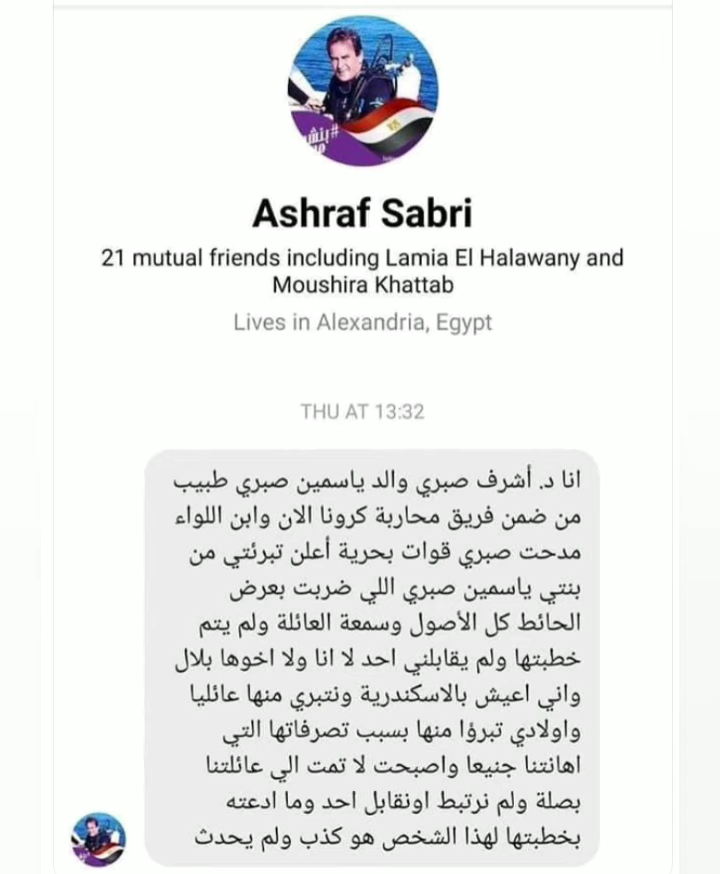 #بنش
Ashraf Sabri
21 mutual friends including Lamia El Halawany and
Moushira Khattab
Lives in Alexandria, Egypt
THU AT 13:32
انا د. أشرف صبري والد ياسمين صبري طبيب
من ضمن فريق محاربة كرونا الان وابن اللواء
مدحت صبري قوات بحرية أعلن تبرئتي من
بنتي ياسمين صبري اللي ضربت بعرض
الحائط كل الأصول وسمعة العائلة ولم يتم
خطبتها ولم يقابلني احد لا انا ولا اخوها بلال
واني اعيش بالاسكندرية ونتبري منها عائليا
واولادي تبرؤا منها بسبب تصرفاتها التي
اهانتنا جنيعا واصبحت لا تمت الي عائلتنا
بصلة ولم نرتبط اونقابل احد وما ادعته
بخطبتها لهذا الشخص هو كذب ولم يحدث